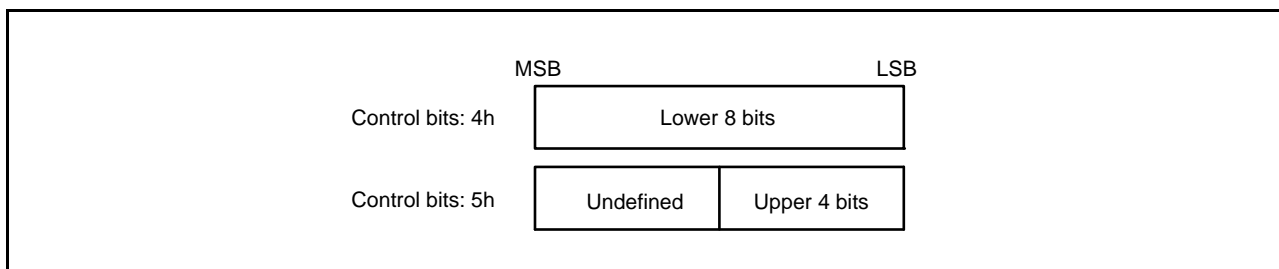 MSB LSB
Control bits: 4h Lower 8 bits
Control bits: 5h Undefined Upper 4 bits